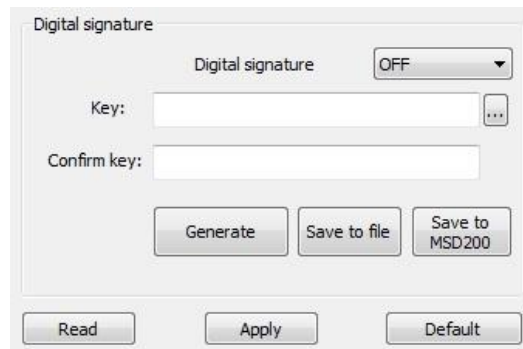 Digital signature
Digital signature OFF
Key: ...
Confirm key:
Generate Save to file Save to
MSD200
Read Apply Default